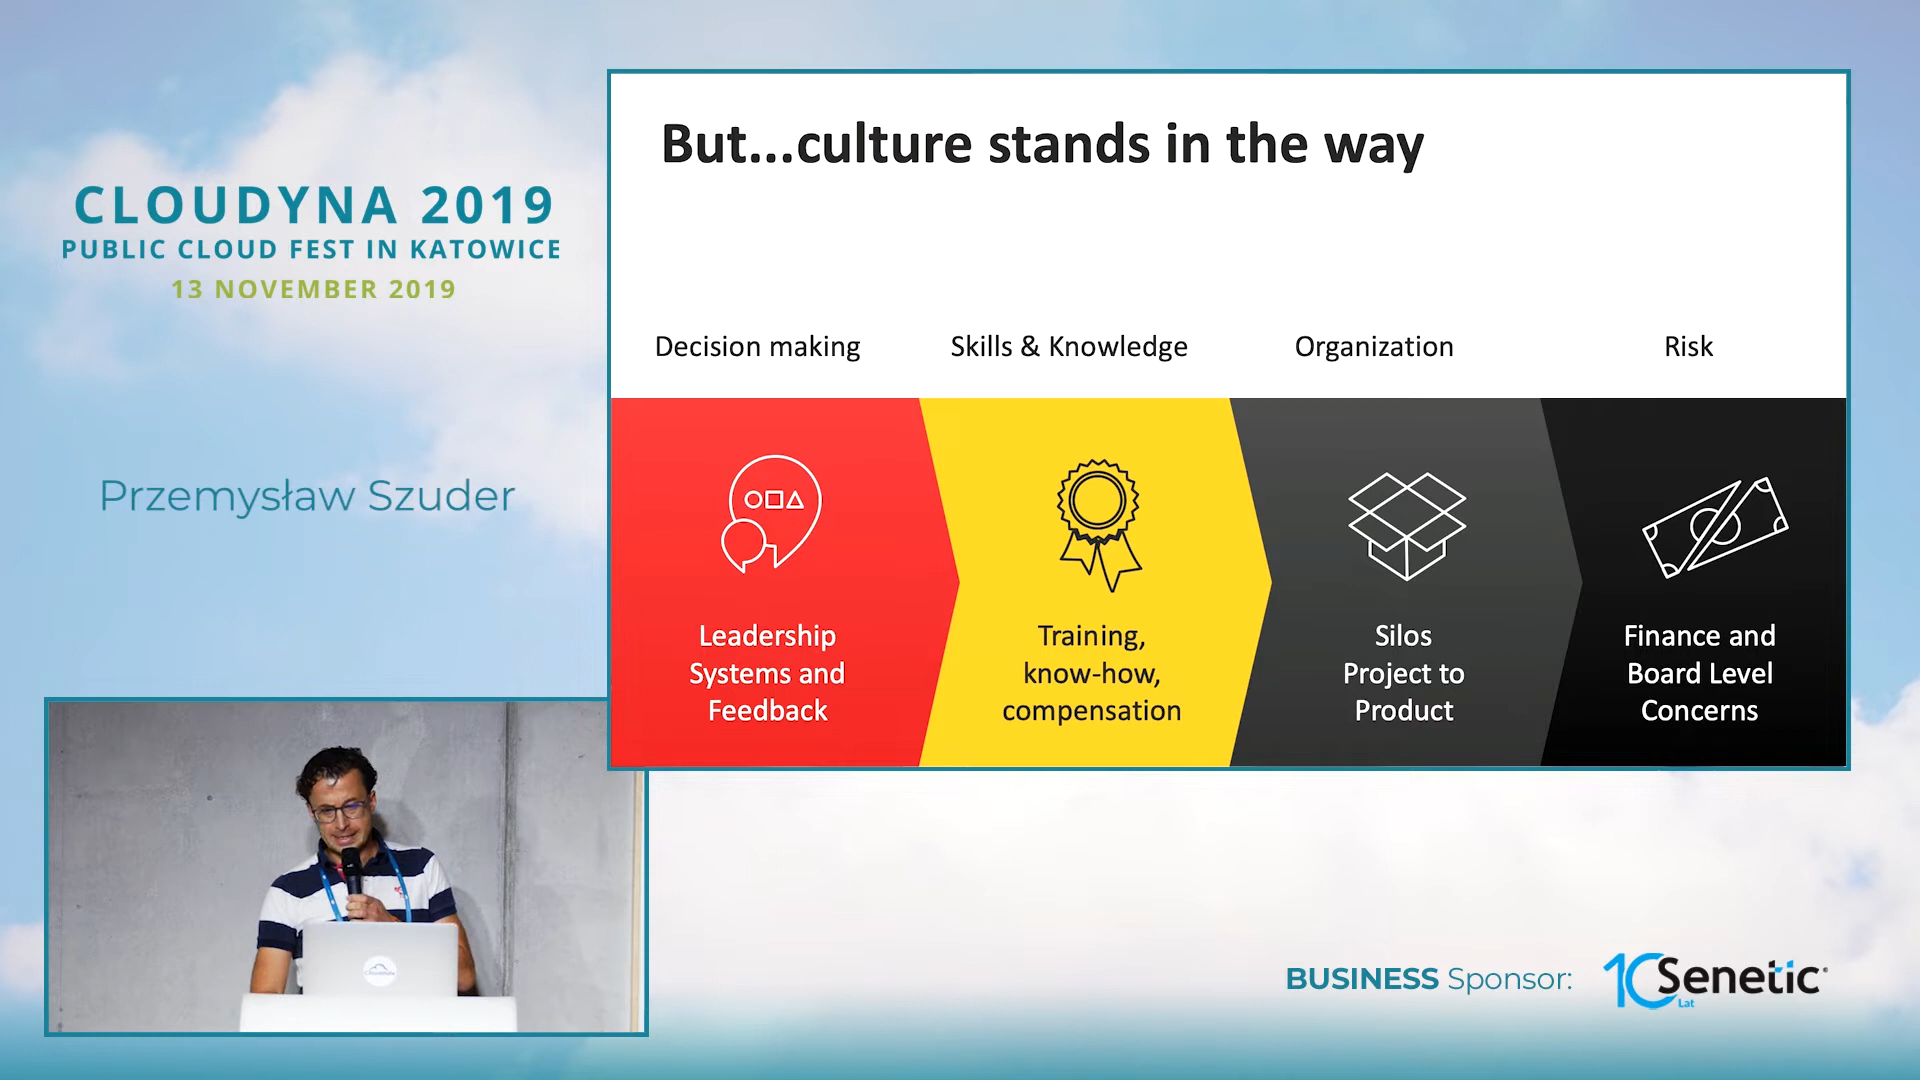 CLOUDYNA 2019
PUBLIC CLOUD FEST IN KATOWICE
13 NOVEMBER 2019
Przemysław Szuder
But...culture stands in the way
Decision making
Skills & Knowledge
Organization
Risk
Leadership
Systems and
Feedback
Training,
know-how,
compensation
Silos
Project to
Product
Finance and
Board Level
Concerns
BUSINESS Sponsor:
10 Lat Senetic